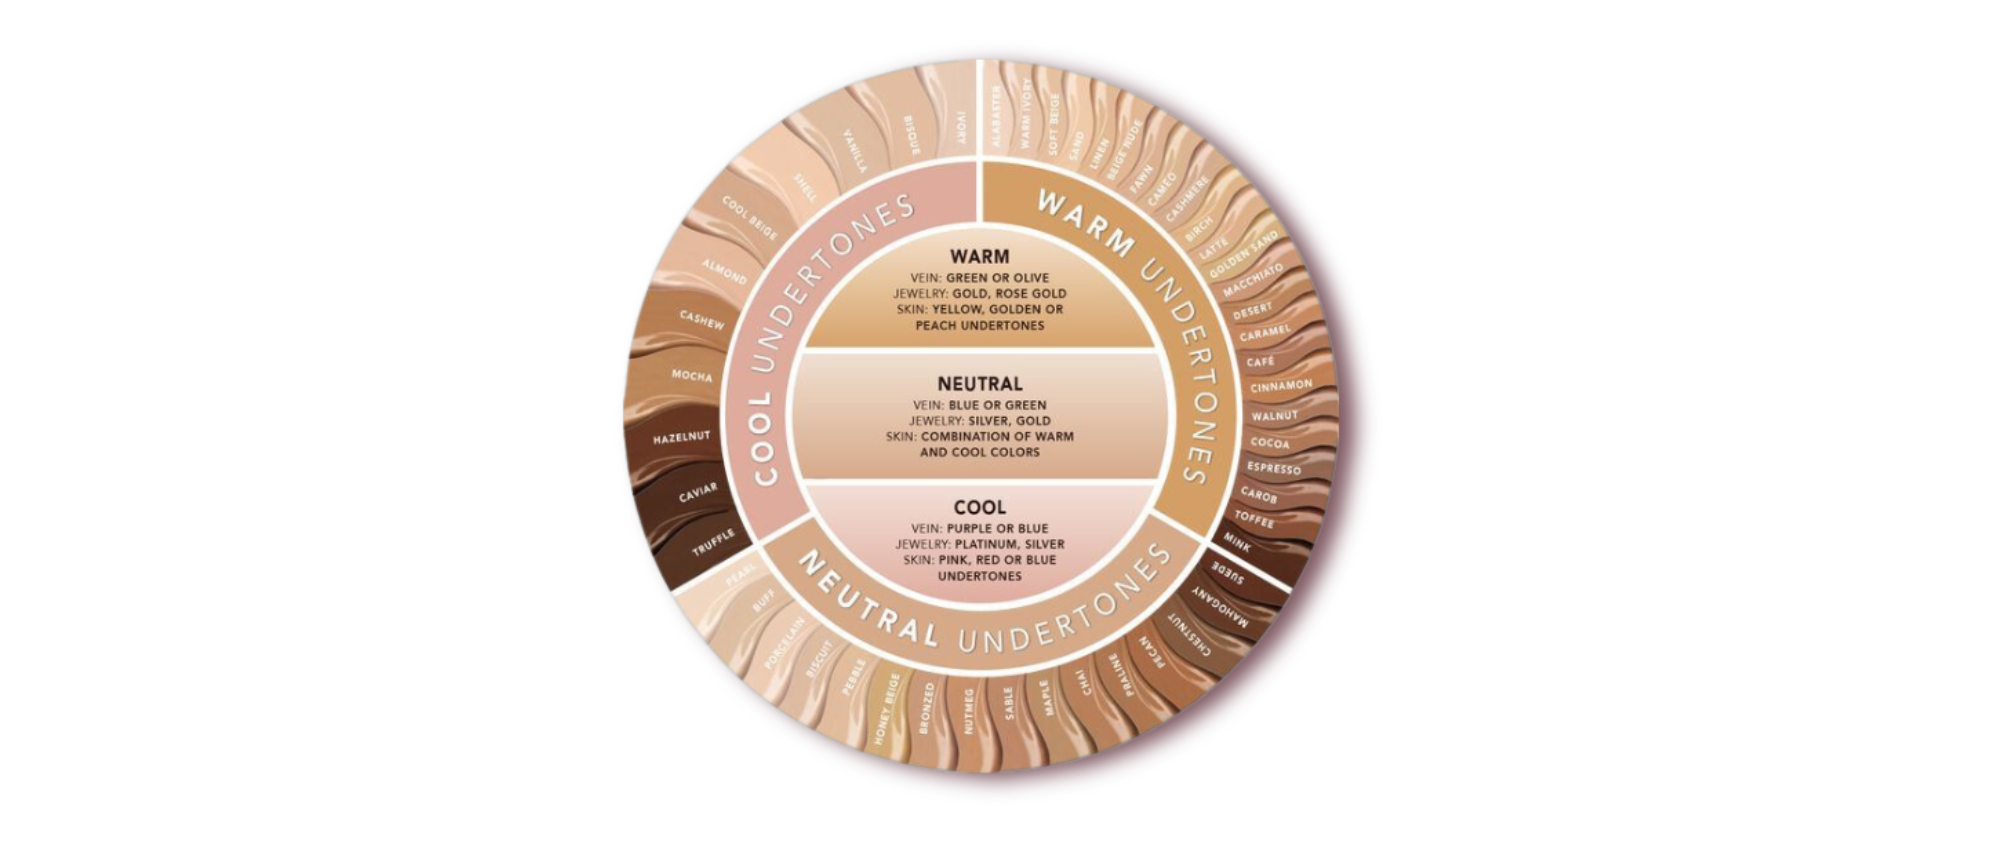 COOL UNDERTONES
WARM UNDERTONES
NEUTRAL UNDERTONES
WARM
VEIN: GREEN OR OLIVE
JEWELRY: GOLD, ROSE GOLD
SKIN: YELLOW, GOLDEN OR
PEACH UNDERTONES
NEUTRAL
VEIN: BLUE OR GREEN
JEWELRY: SILVER, GOLD
SKIN: COMBINATION OF WARM
AND COOL COLORS
COOL
VEIN: PURPLE OR BLUE
JEWELRY: PLATINUM, SILVER
SKIN: PINK, RED OR BLUE
UNDERTONES
ALABASTER
WARM IVORY
SOFT BEIGE
SAND
LINEN
BEIGE NUDE
FAWN
CAMEO
CASHMERE
BIRCH
LATTE
GOLDEN SAND
MACCHIATO
DESERT
CARAMEL
CAFÉ
CINNAMON
WALNUT
COCOA
ESPRESSO
CAROB
TOFFEE
MINK
SUEDE
MAHOGANY
CHESTNUT
PECAN
PRALINE
CHAI
MAPLE
SABLE
NUTMEG
BRONZED
HONEY BEIGE
PEBBLE
BISCUIT
PORCELAIN
BUFF
PEARL
TRUFFLE
CAVIAR
HAZELNUT
MOCHA
CASHEW
ALMOND
COOL BEIGE
SHELL
VANILLA
BISQUE
IVORY